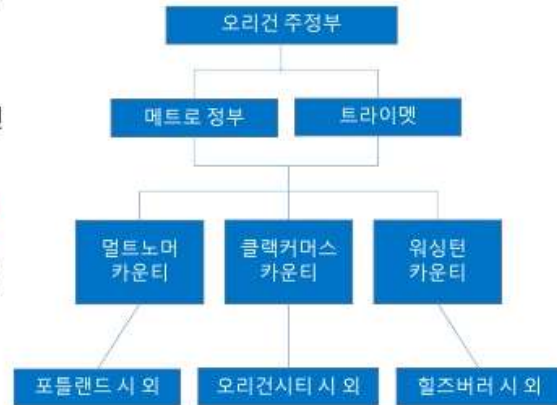 오리건 주정부
메트로 정부
트라이멧
멀트노머
카운티
클랙커머스
카운티
워싱턴
카운티
포틀랜드 시 외
오리건시티 시 외
힐즈버러 시 외